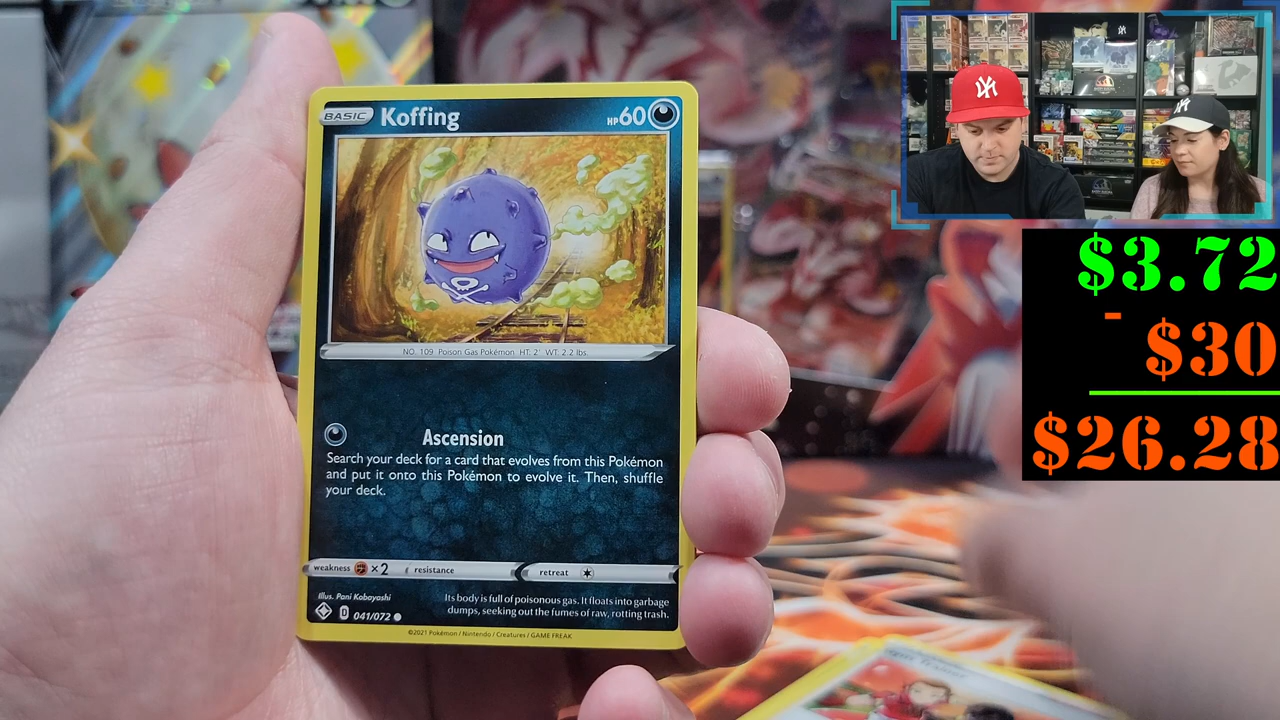 BASIC Koffing HP 60
NO. 109 Poison Gas Pokémon HT. 2' WT. 2.2 lbs.
Ascension
Search your deck for a card that evolves from this Pokémon
and put it onto this Pokémon to evolve it. Then, shuffle
your deck.
weakness ×2 resistance retreat
Illus. Pani Kobayashi
Its body is full of poisonous gas. It floats into garbage
dumps, seeking out the fumes of raw, rotting trash.
D 041/072
©2021 Pokémon / Nintendo / Creatures / GAME FREAK
$3.72
- $30
$26.28